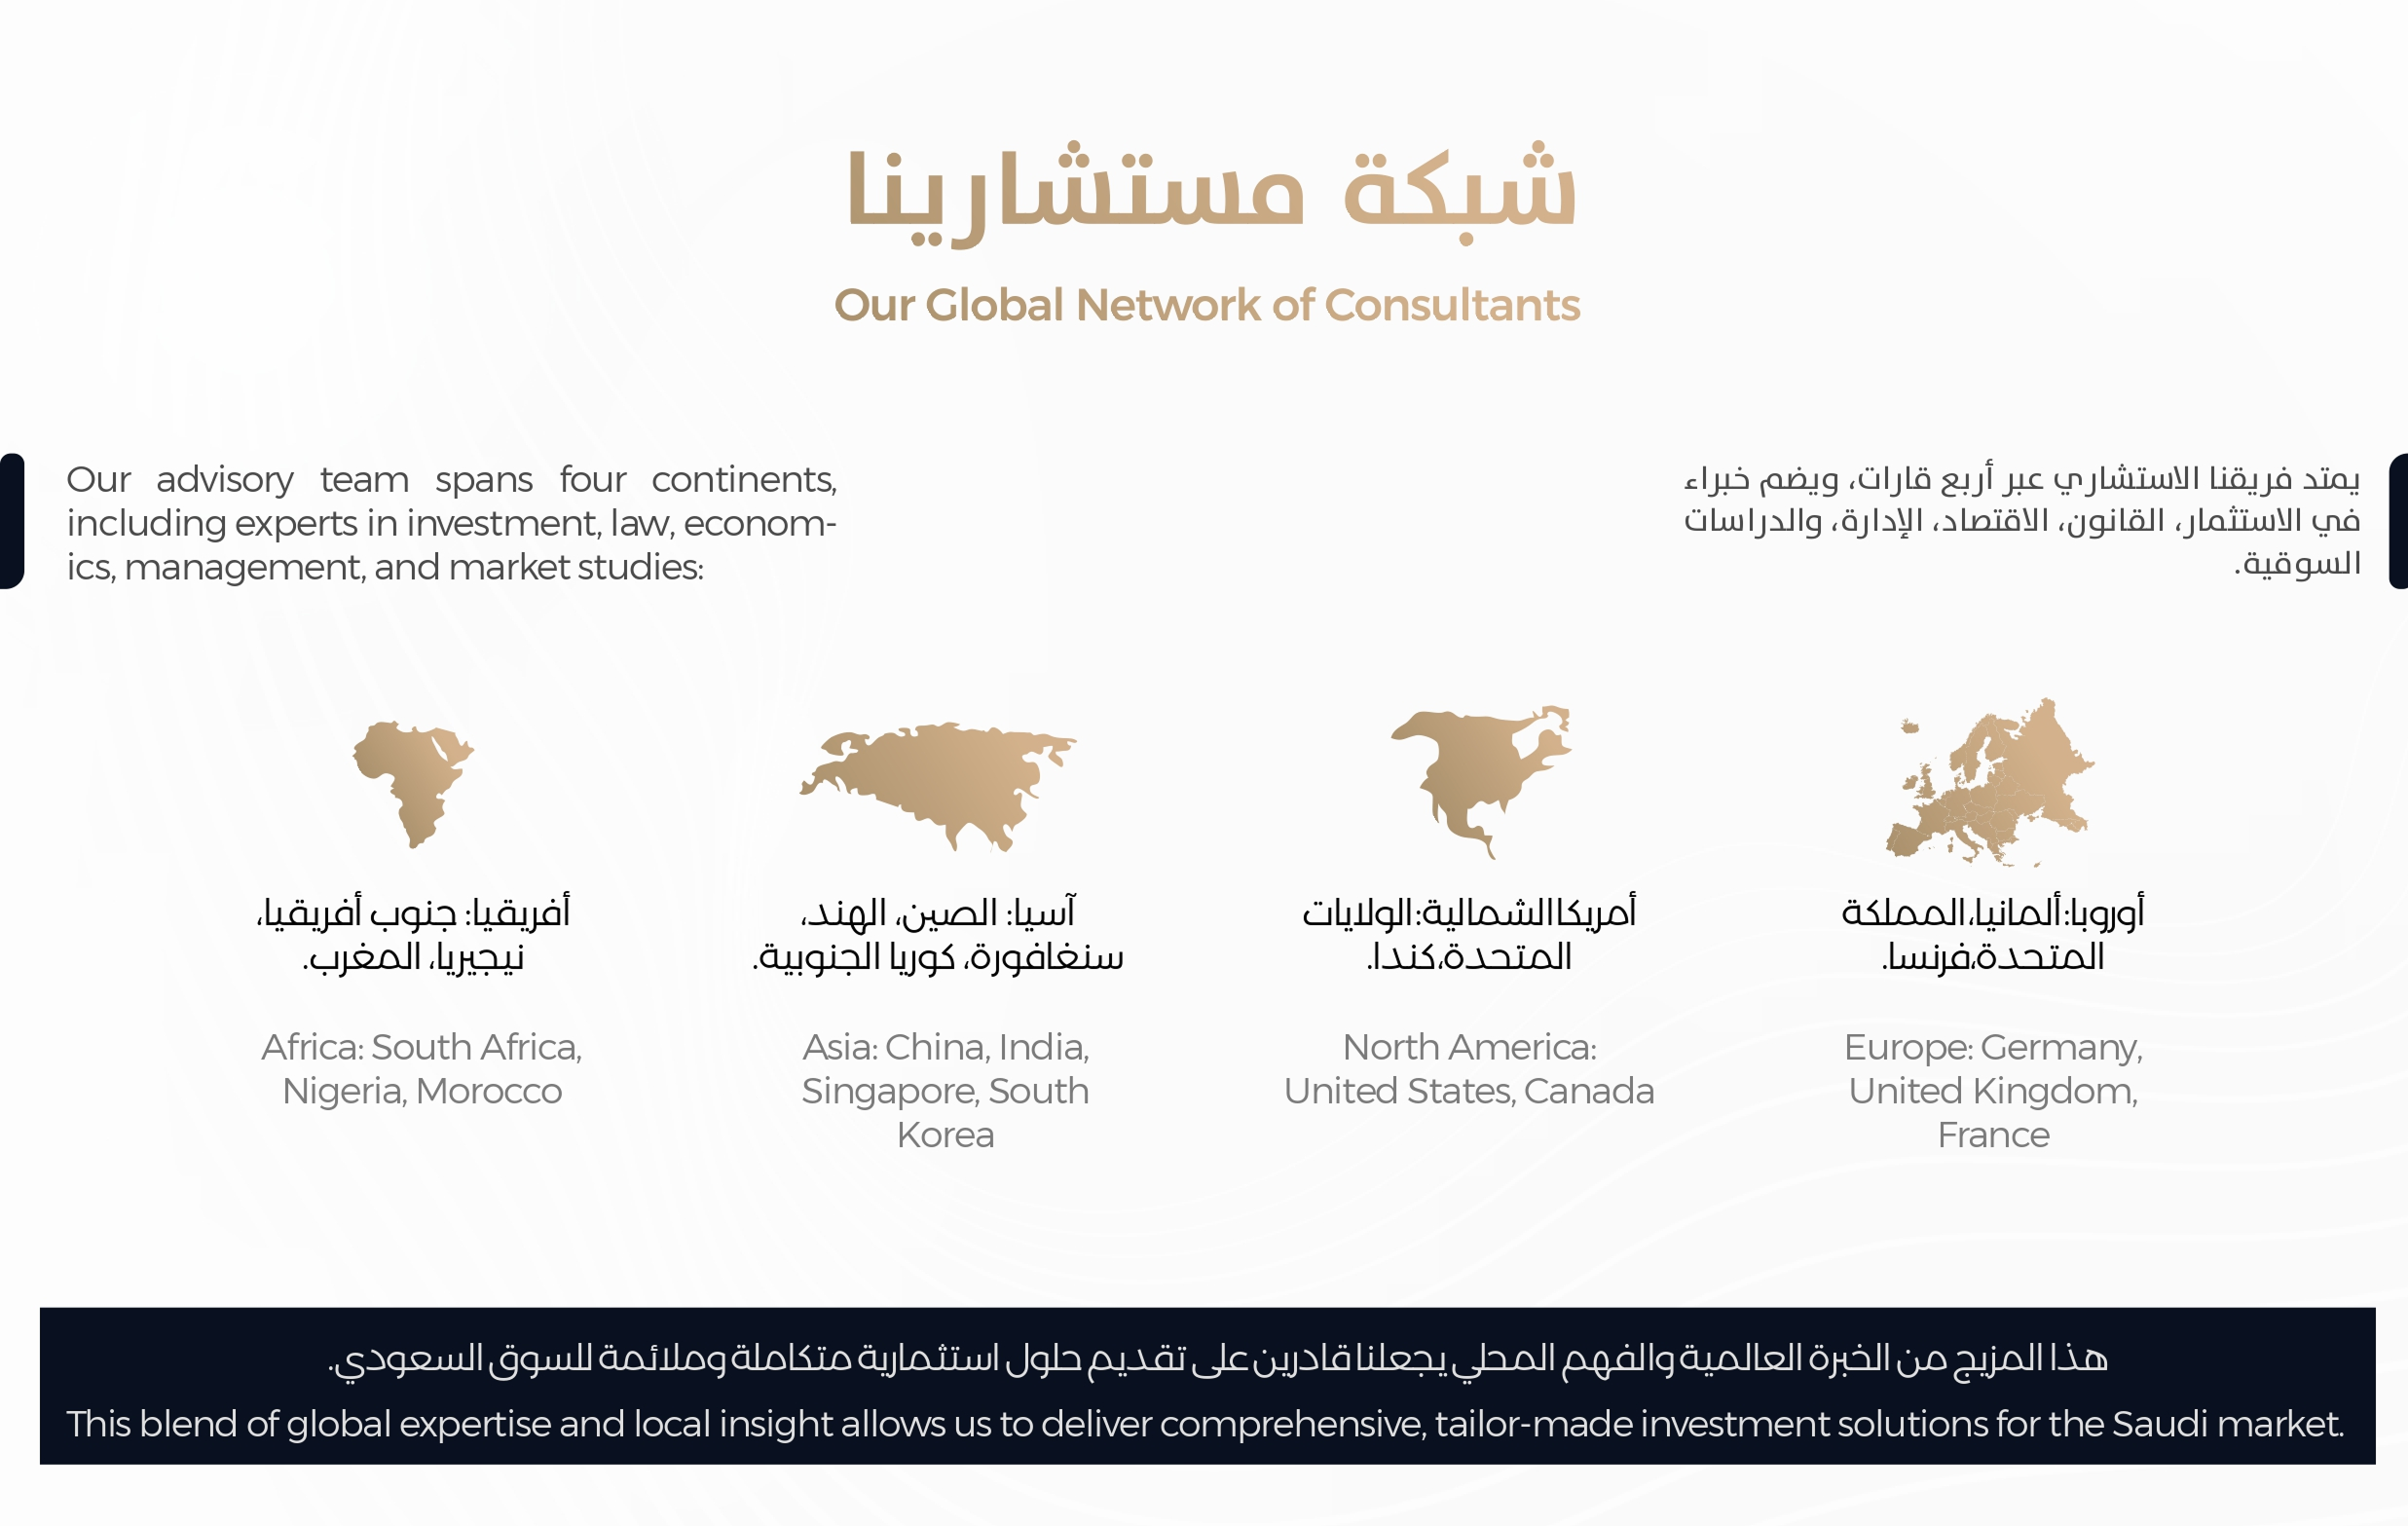 شبكة مستشارينا
Our Global Network of Consultants
Our advisory team spans four continents,
including experts in investment, law, econom-
ics, management, and market studies:
يمتد فريقنا الاستشاري عبر أربع قارات، ويضم خبراء
في الاستثمار، القانون، الاقتصاد، الإدارة، والدراسات
السوقية.
أفريقيا: جنوب أفريقيا،
نيجيريا، المغرب.
Africa: South Africa,
Nigeria, Morocco
آسيا: الصين، الهند،
سنغافورة، كوريا الجنوبية.
Asia: China, India,
Singapore, South
Korea
أمريكا الشمالية: الولايات
المتحدة، كندا.
North America:
United States, Canada
أوروبا: ألمانيا، المملكة
المتحدة، فرنسا.
Europe: Germany,
United Kingdom,
France
هذا المزيج من الخبرة العالمية والفهم المحلي يجعلنا قادرين على تقديم حلول استثمارية متكاملة وملائمة للسوق السعودي.
This blend of global expertise and local insight allows us to deliver comprehensive, tailor-made investment solutions for the Saudi market.